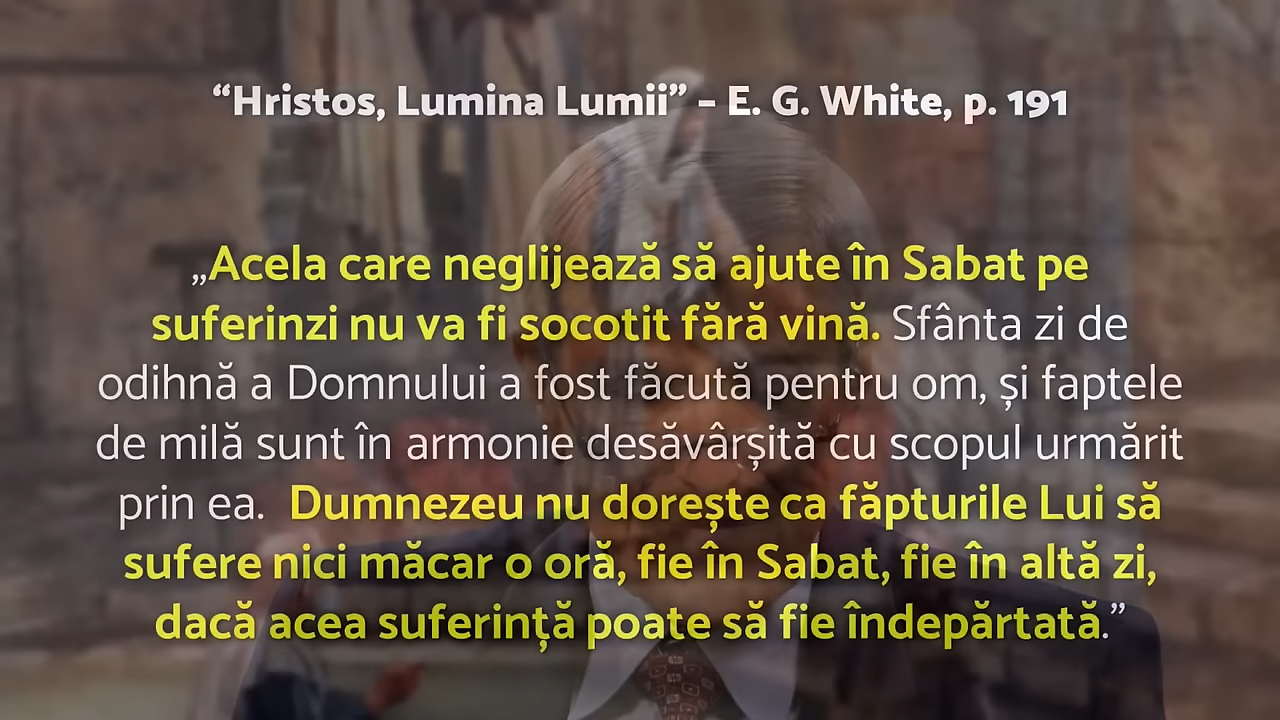 “Hristos, Lumina Lumii” – E. G. White, p. 191
„Acela care neglijează să ajute în Sabat pe
suferinzi nu va fi socotit fără vină. Sfânta zi de
odihnă a Domnului a fost făcută pentru om, și faptele
de milă sunt în armonie desăvârșită cu scopul urmărit
prin ea. Dumnezeu nu dorește ca făpturile Lui să
sufere nici măcar o oră, fie în Sabat, fie în altă zi,
dacă acea suferință poate să fie îndepărtată.”